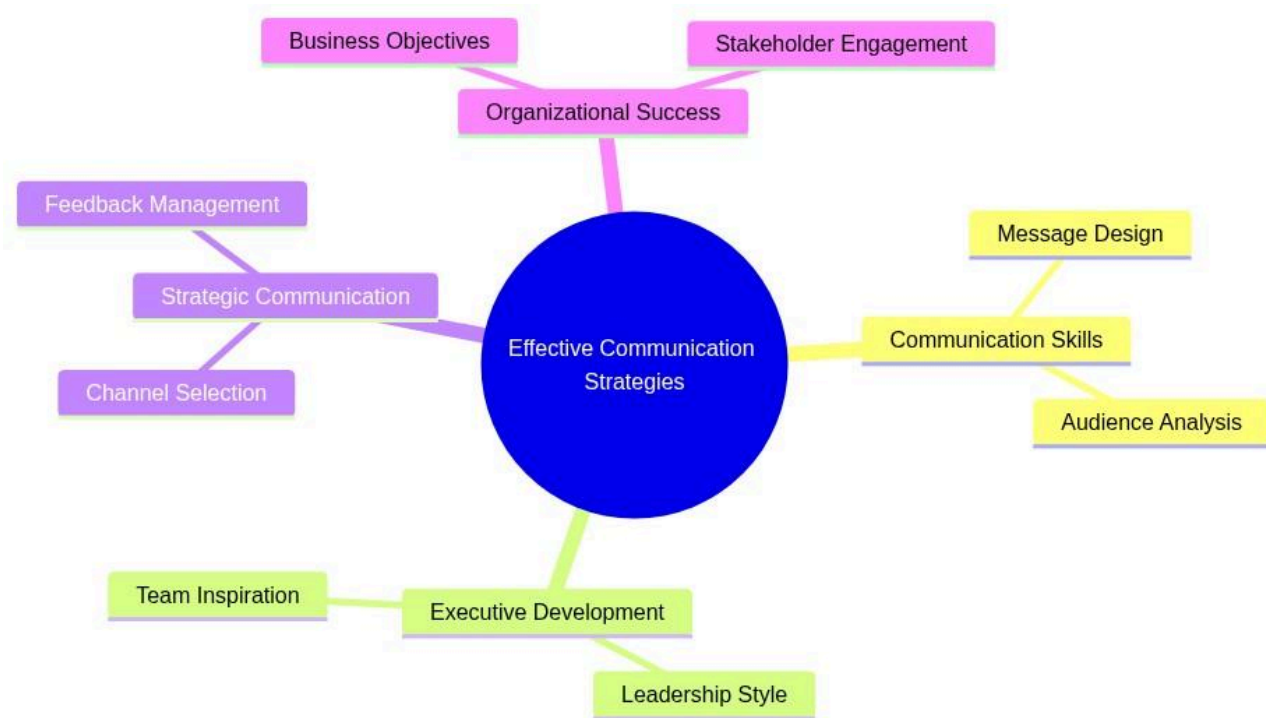 Business Objectives
Stakeholder Engagement
Organizational Success
Feedback Management
Message Design
Strategic Communication
Communication Skills
Effective Communication
Strategies
Channel Selection
Audience Analysis
Team Inspiration
Executive Development
Leadership Style